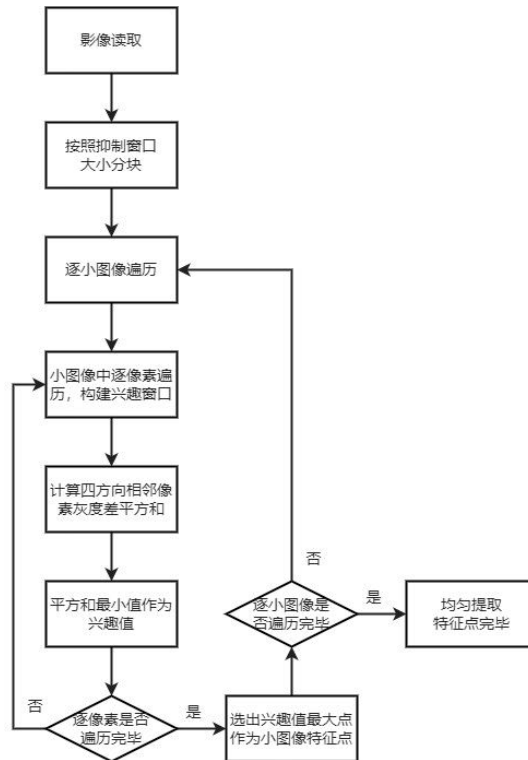 影像读取
按照抑制窗口
大小分块
逐小图像遍历
小图像中逐像素遍
历，构建兴趣窗口
计算四方向相邻像
素灰度差平方和
平方和最小值作为
兴趣值
逐像素是否
遍历完毕
否
是
选出兴趣值最大点
作为小图像特征点
逐小图像是
否遍历完毕
否
是
均匀提取
特征点完毕